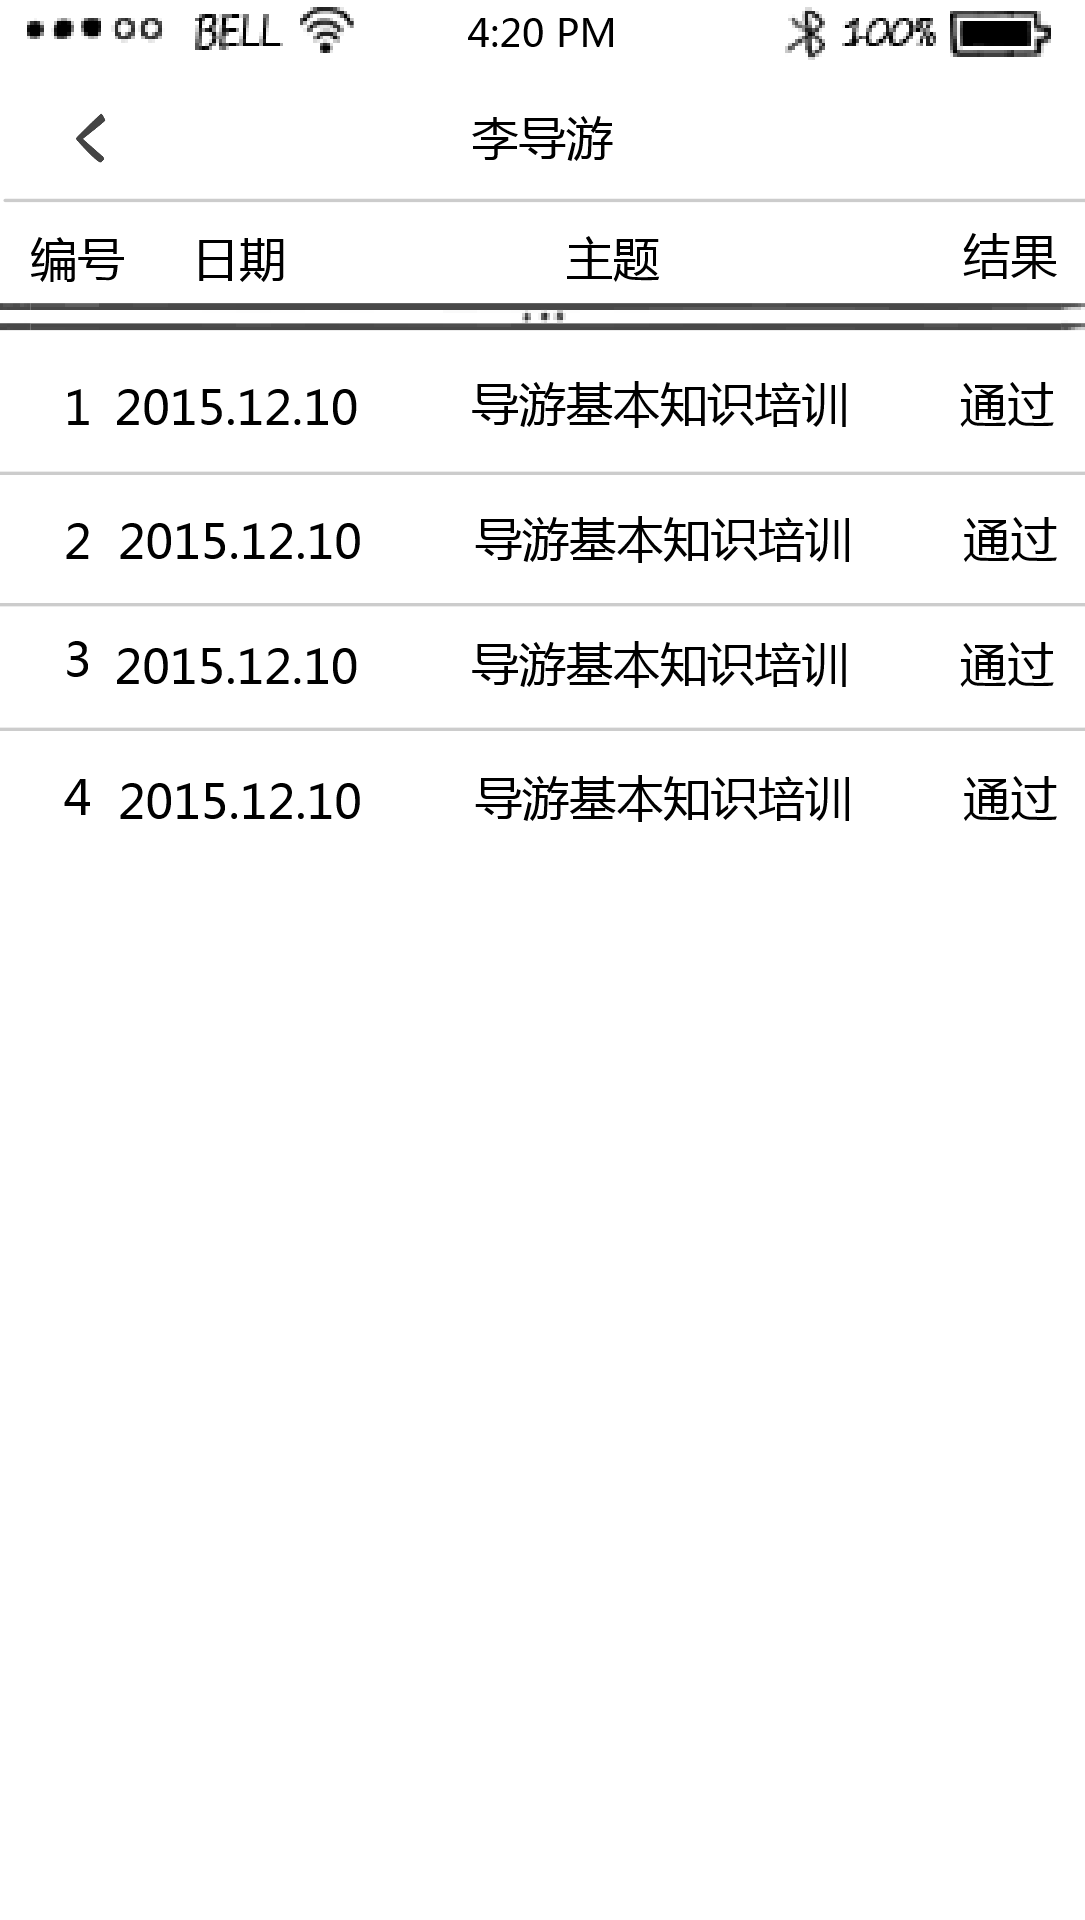 BELL 4:20 PM 100%
李导游
编号 日期 主题 结果
1 2015.12.10 导游基本知识培训 通过
2 2015.12.10 导游基本知识培训 通过
3 2015.12.10 导游基本知识培训 通过
4 2015.12.10 导游基本知识培训 通过